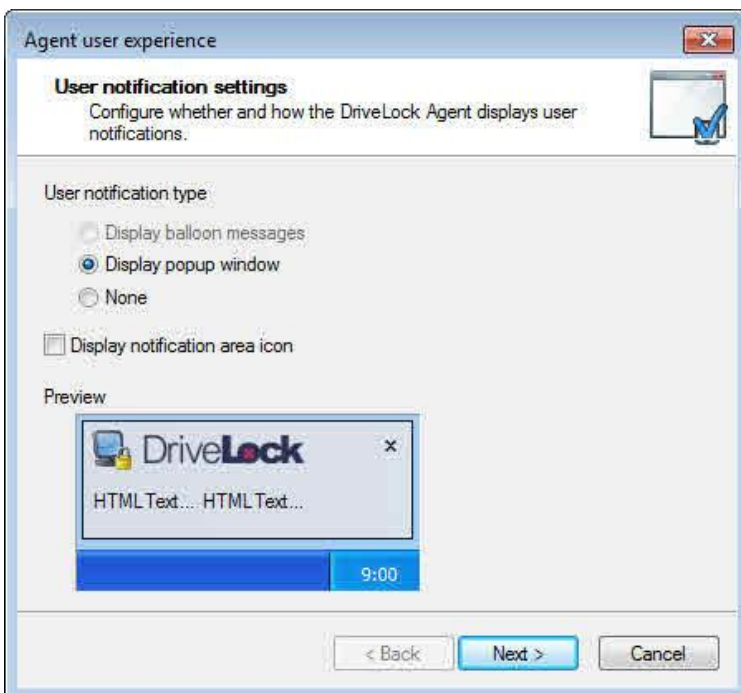 Agent user experience
User notification settings
Configure whether and how the DriveLock Agent displays user
notifications.
User notification type
Display balloon messages
Display popup window
None
Display notification area icon
Preview
DriveLock
x
HTML Text... HTML Text...
9:00
< Back
Next >
Cancel